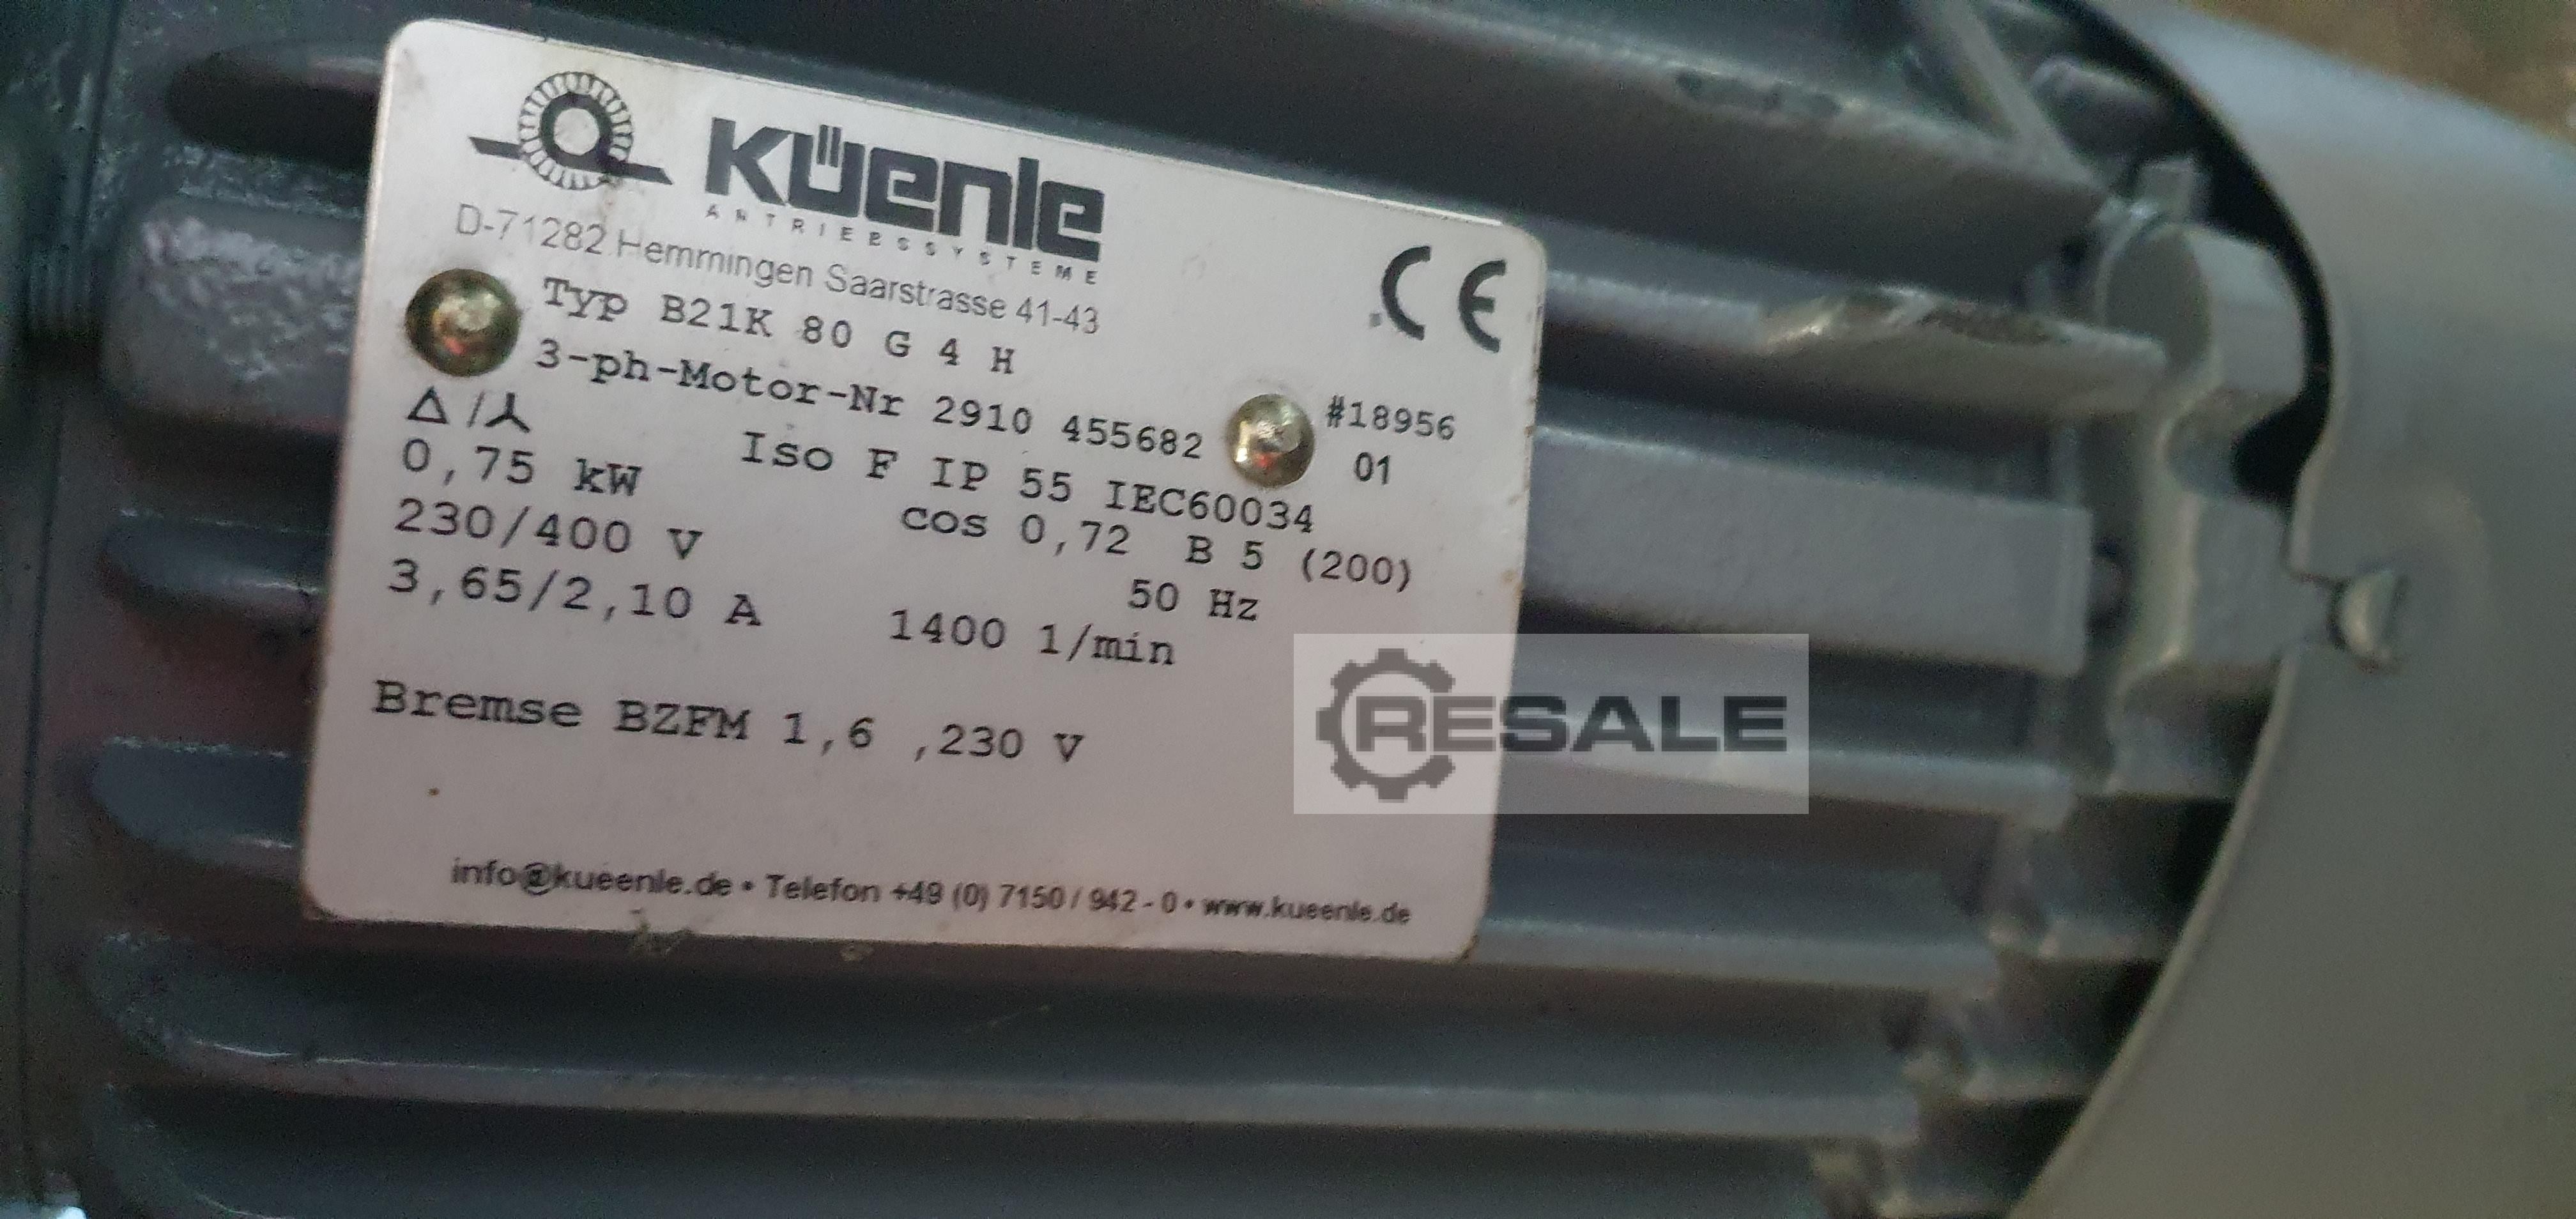 KÜenle
ANTRIEBSSYSTEME
D-71282 Hemmingen Saarstrasse 41-43
CE
Typ B21K 80 G 4 H
3-ph-Motor-Nr 2910 455682 #18956
01
Δ/⅄ Iso F IP 55 IEC60034
0,75 kW cos 0,72 B 5 (200)
230/400 V 50 Hz
3,65/2,10 A 1400 1/min
Bremse BZFM 1,6 ,230 V
info@kueenle.de • Telefon +49 (0) 7150 / 942 - 0 • www.kueenle.de
RESALE